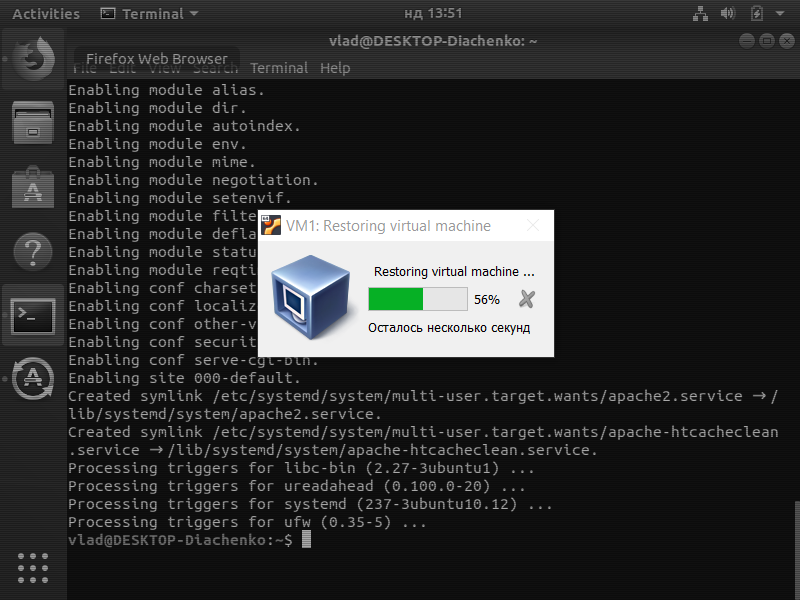 Activities Terminal нд 13:51
vlad@DESKTOP-Diachenko: ~
Firefox Web Browser
File Edit View Search Terminal Help
Enabling module alias.
Enabling module dir.
Enabling module autoindex.
Enabling module env.
Enabling module mime.
Enabling module negotiation.
Enabling module setenvif.
Enabling module filte
Enabling module defla
Enabling module statu
Enabling module reqti
Enabling conf charset
Enabling conf localiz
Enabling conf other-v
Enabling conf securit
Enabling conf serve-cgi-bin.
Enabling site 000-default.
Created symlink /etc/systemd/system/multi-user.target.wants/apache2.service → /
lib/systemd/system/apache2.service.
Created symlink /etc/systemd/system/multi-user.target.wants/apache-htcacheclean
.service → /lib/systemd/system/apache-htcacheclean.service.
Processing triggers for libc-bin (2.27-3ubuntu1) ...
Processing triggers for ureadahead (0.100.0-20) ...
Processing triggers for systemd (237-3ubuntu10.12) ...
Processing triggers for ufw (0.35-5) ...
vlad@DESKTOP-Diachenko:~$
VM1: Restoring virtual machine
Restoring virtual machine ...
56%
Осталось несколько секунд